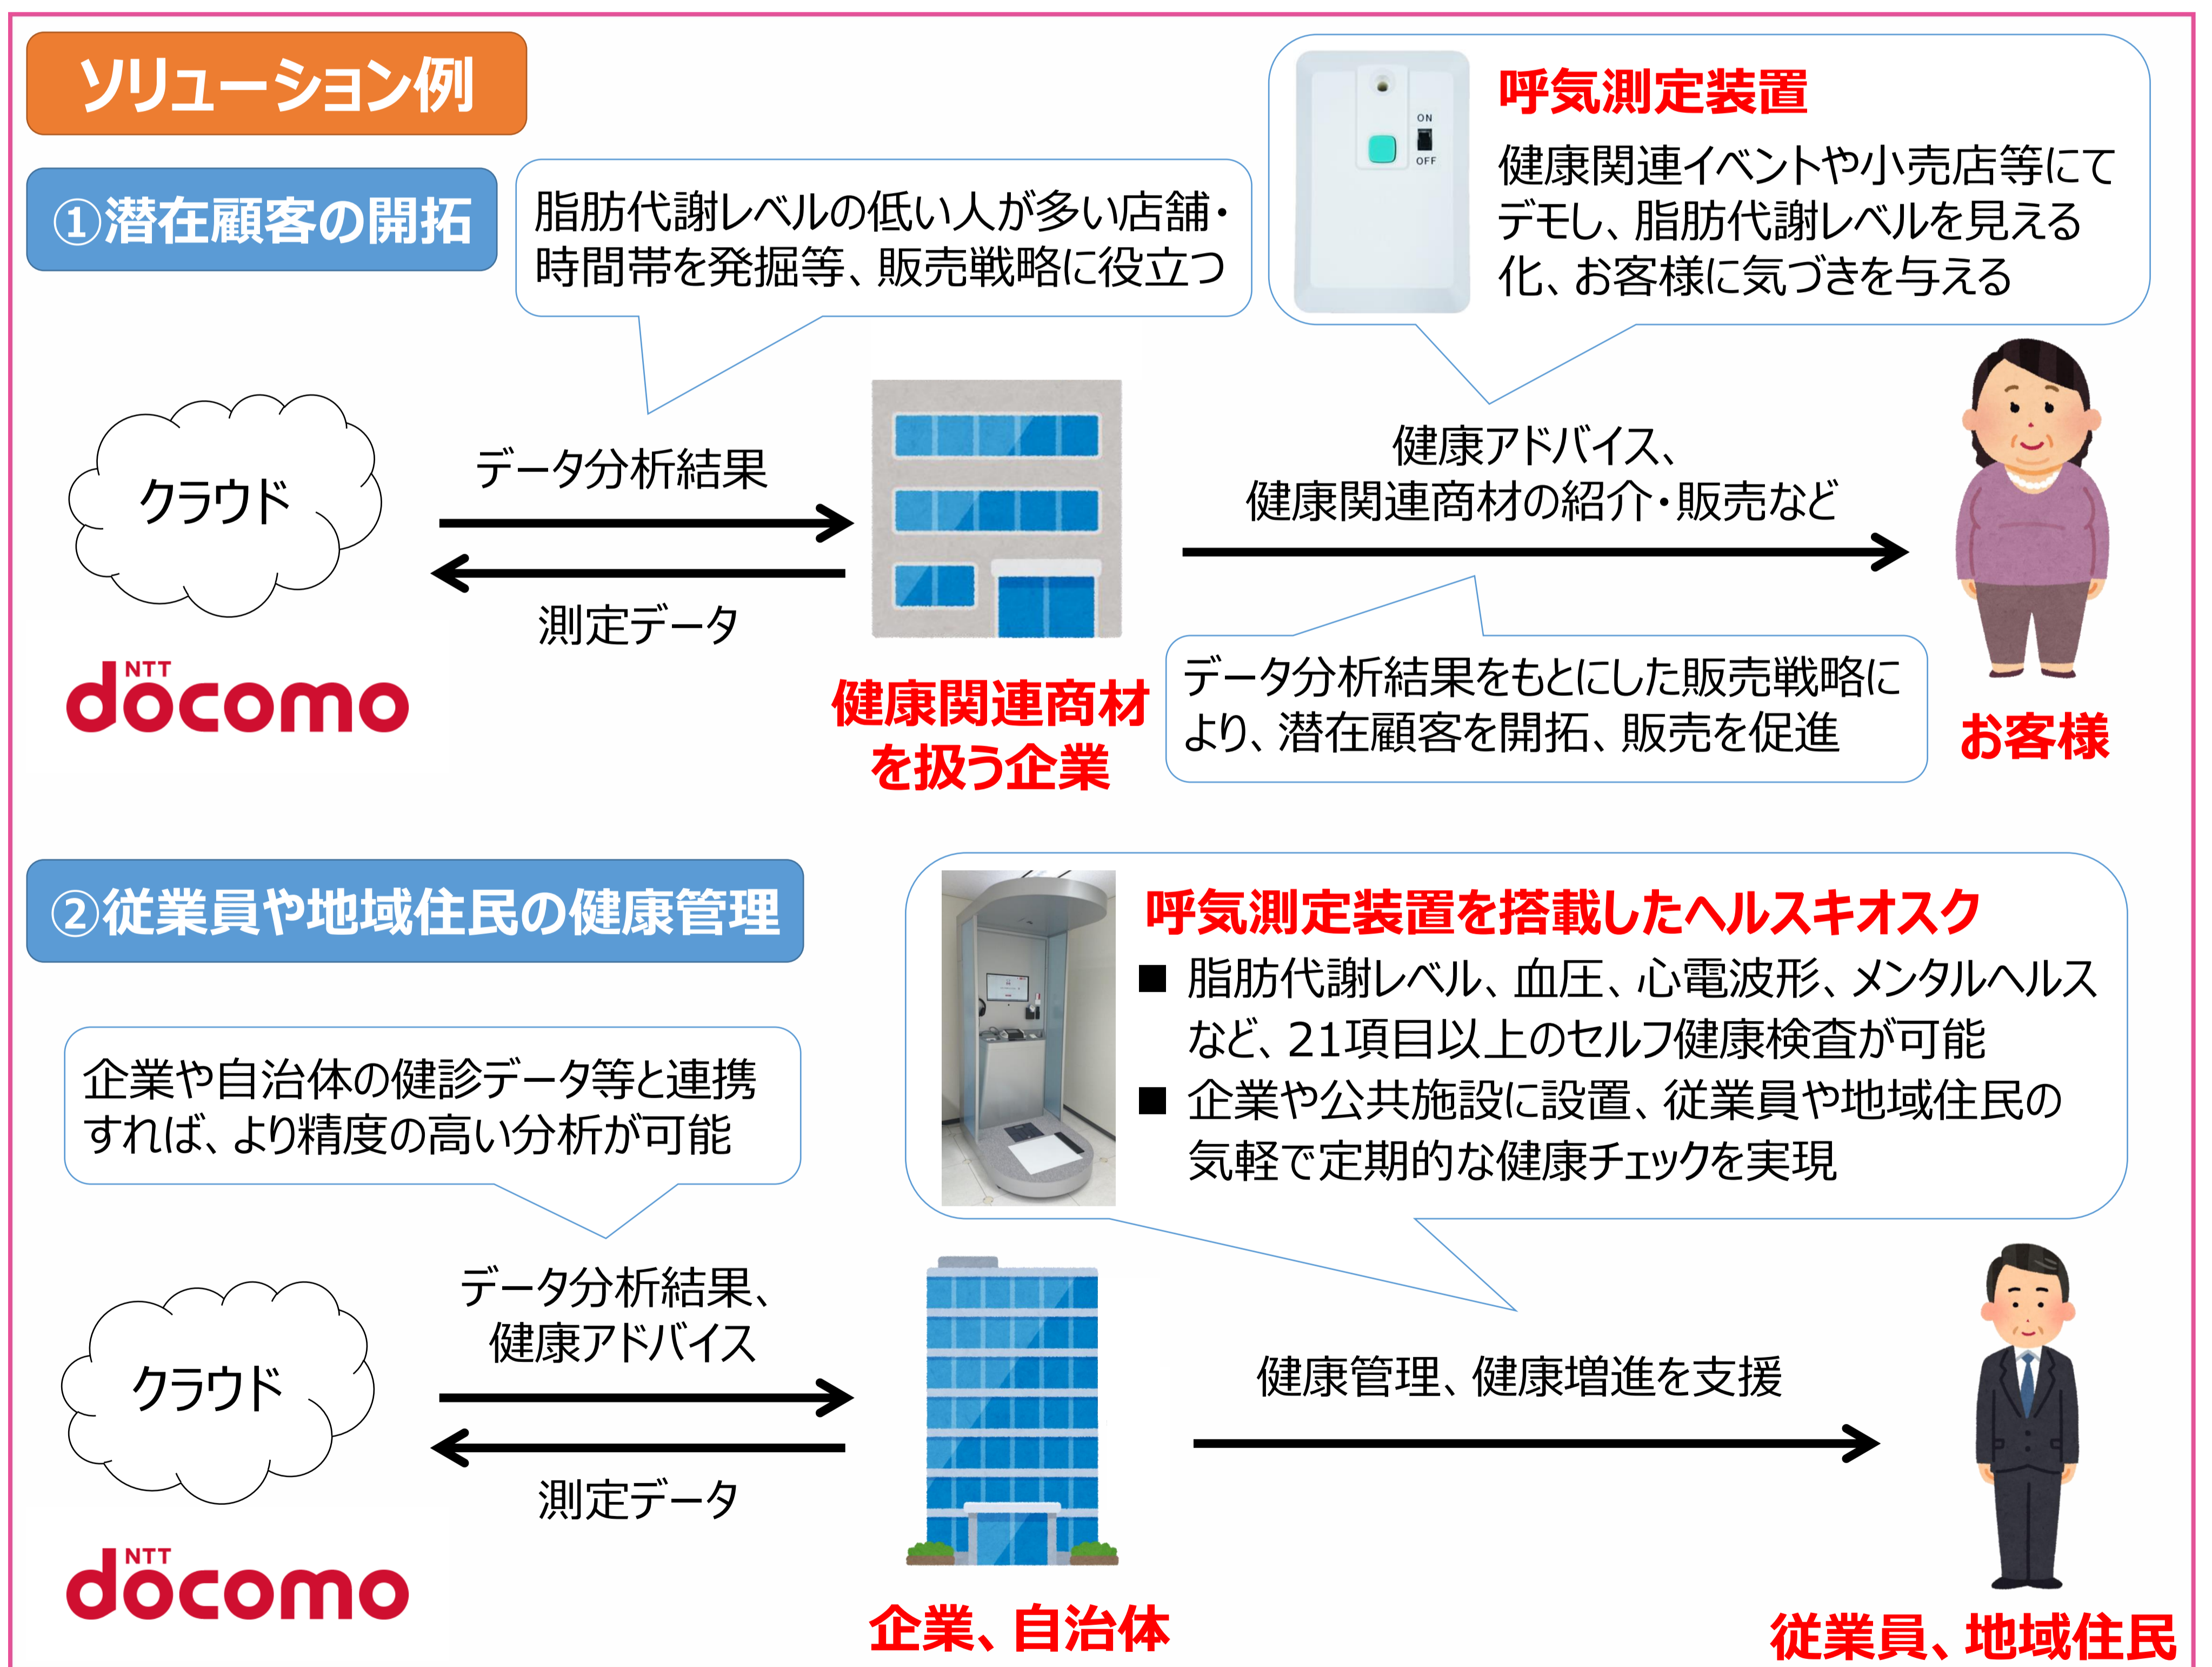 ソリューション例
①潜在顧客の開拓
脂肪代謝レベルの低い人が多い店舗・
時間帯を発掘等、販売戦略に役立つ
ON
OFF
呼気測定装置
健康関連イベントや小売店等にて
デモし、脂肪代謝レベルを見える
化、お客様に気づきを与える
クラウド
データ分析結果
測定データ
NTT
docomo
健康関連商材
を扱う企業
健康アドバイス、
健康関連商材の紹介・販売など
データ分析結果をもとにした販売戦略に
より、潜在顧客を開拓、販売を促進
お客様
②従業員や地域住民の健康管理
呼気測定装置を搭載したヘルスキオスク
■ 脂肪代謝レベル、血圧、心電波形、メンタルヘルス
など、21項目以上のセルフ健康検査が可能
■ 企業や公共施設に設置、従業員や地域住民の
気軽で定期的な健康チェックを実現
企業や自治体の健診データ等と連携
すれば、より精度の高い分析が可能
クラウド
データ分析結果、
健康アドバイス
測定データ
NTT
docomo
企業、自治体
健康管理、健康増進を支援
従業員、地域住民